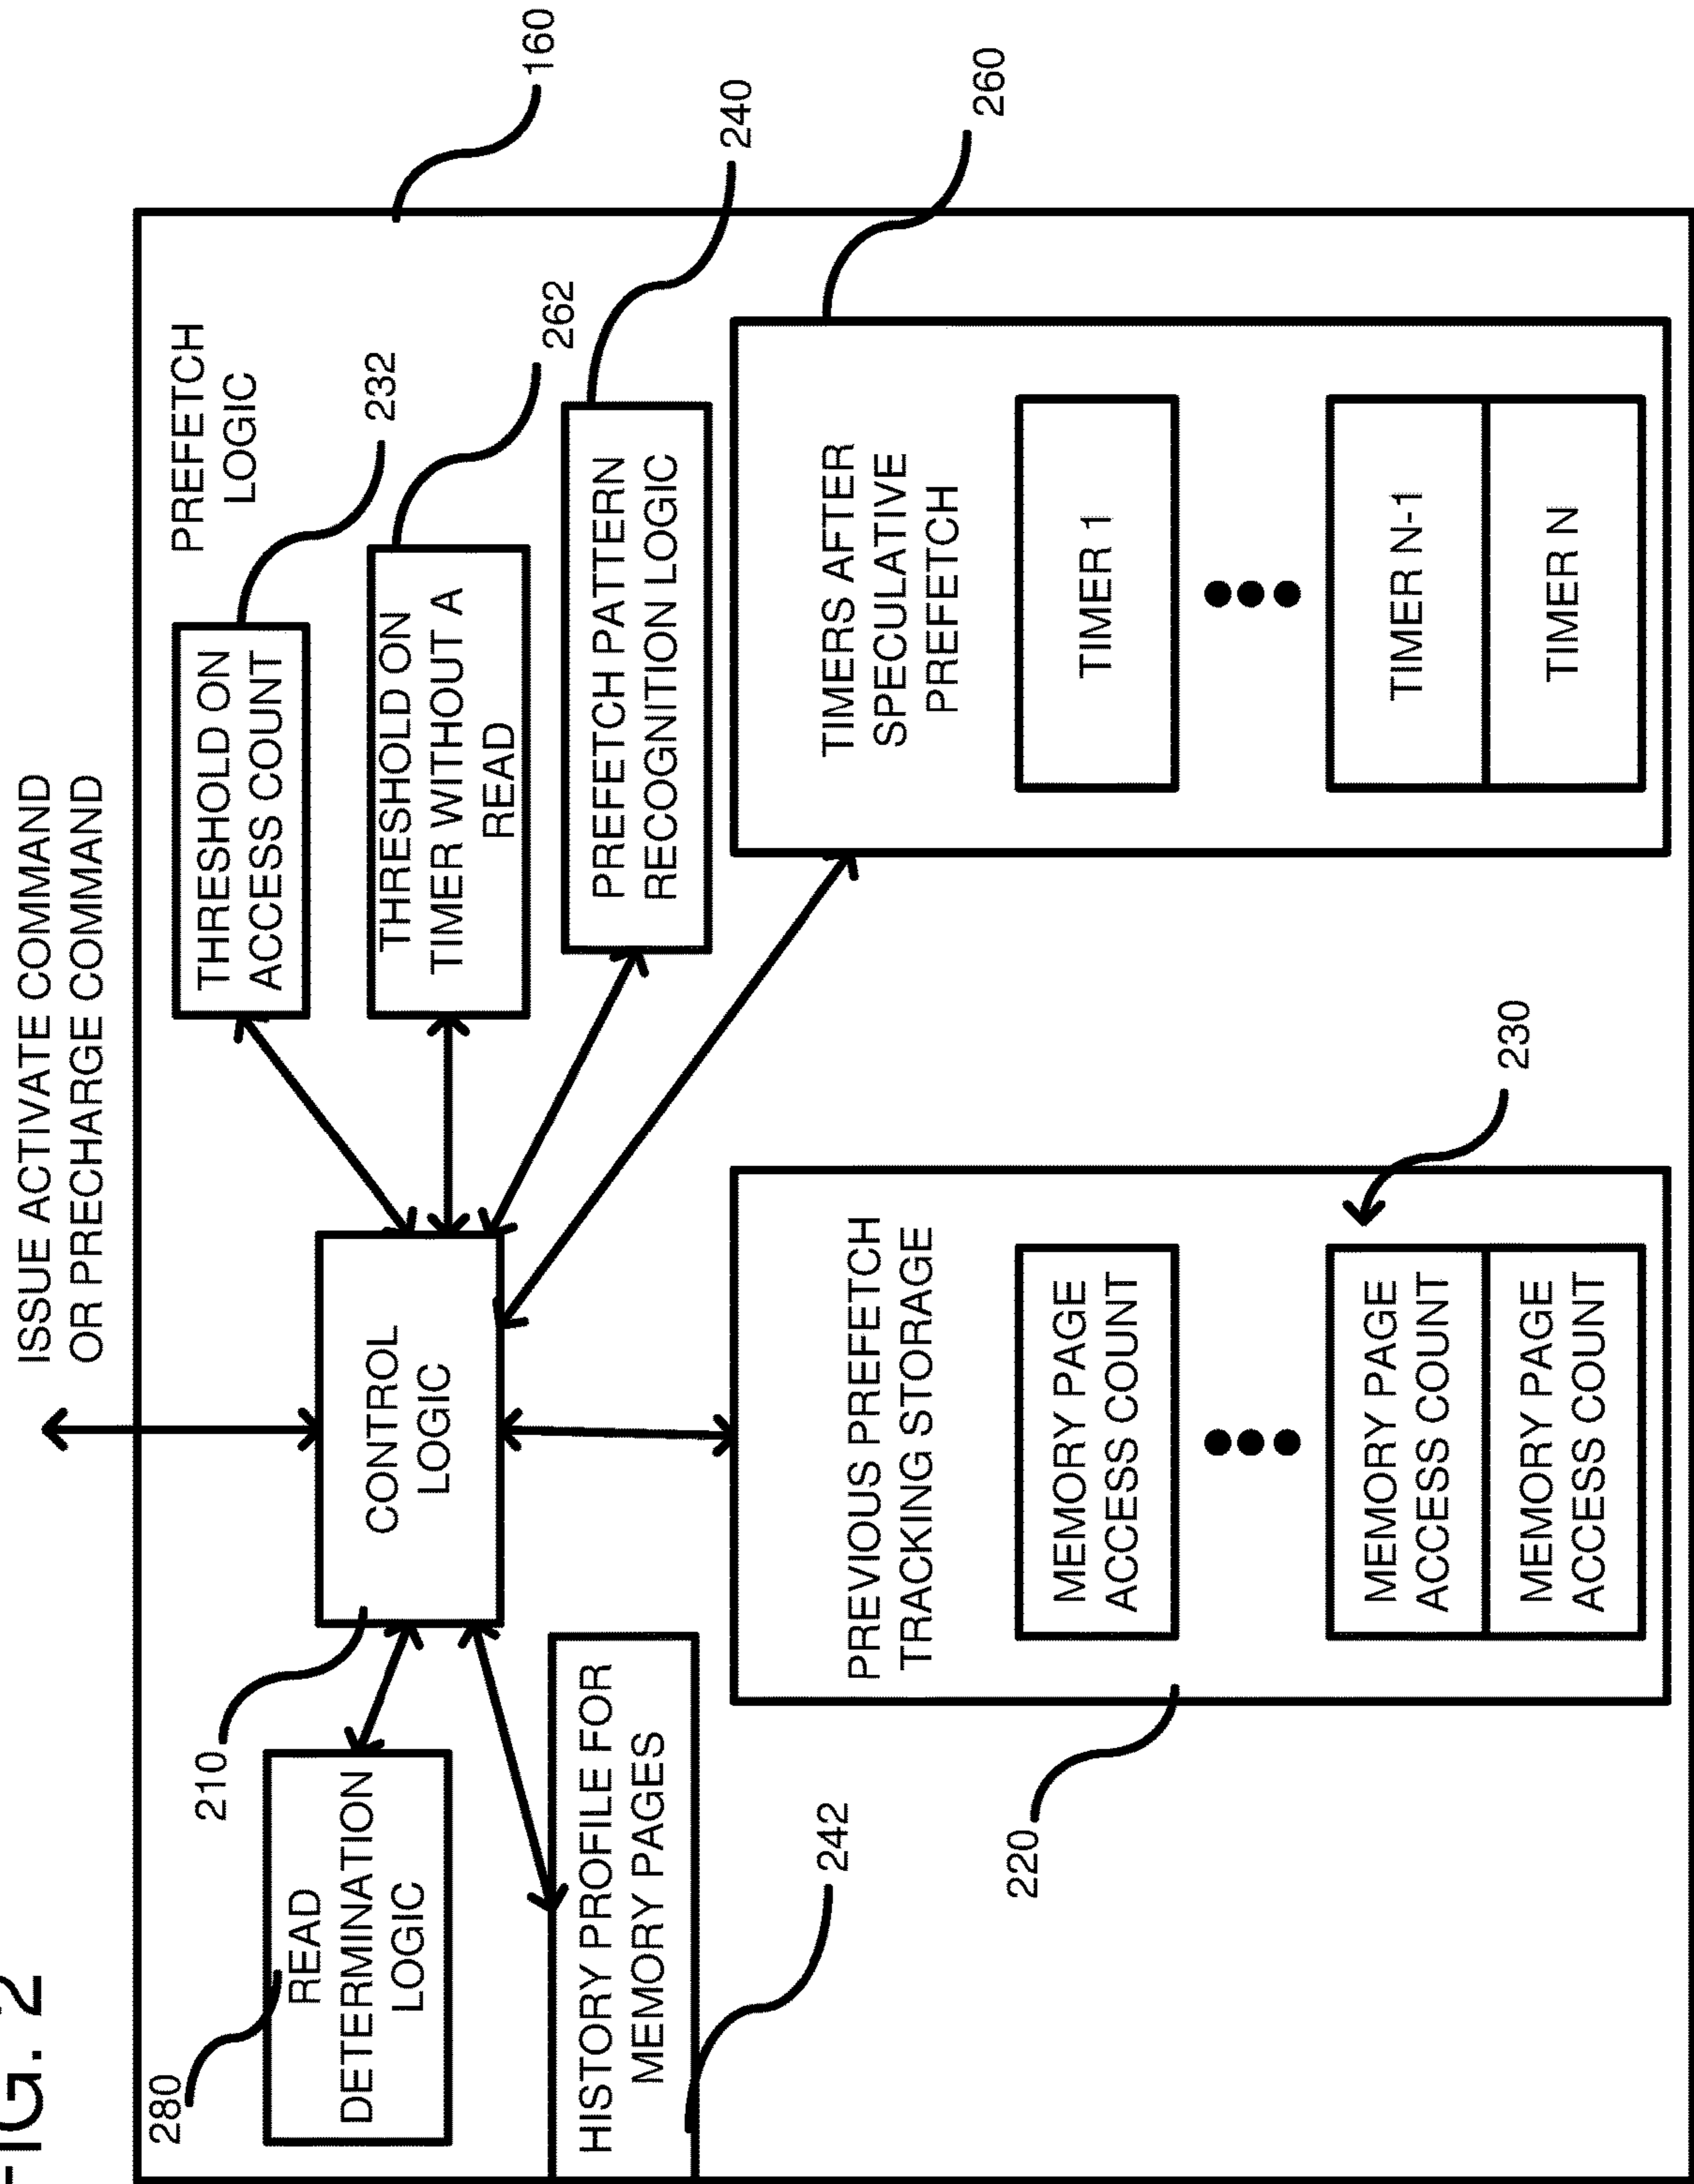 FIG. 2
ISSUE ACTIVATE COMMAND
OR PRECHARGE COMMAND
160
PREFETCH
LOGIC
280
READ
DETERMINATION
LOGIC
210
CONTROL
LOGIC
THRESHOLD ON
ACCESS COUNT
232
THRESHOLD ON
TIMER WITHOUT A
READ
262
HISTORY PROFILE FOR
MEMORY PAGES
242
PREFETCH PATTERN
RECOGNITION LOGIC
240
220
PREVIOUS PREFETCH
TRACKING STORAGE
MEMORY PAGE
ACCESS COUNT
MEMORY PAGE
ACCESS COUNT
MEMORY PAGE
ACCESS COUNT
230
TIMERS AFTER
SPECULATIVE
PREFETCH
TIMER 1
TIMER N-1
TIMER N
260